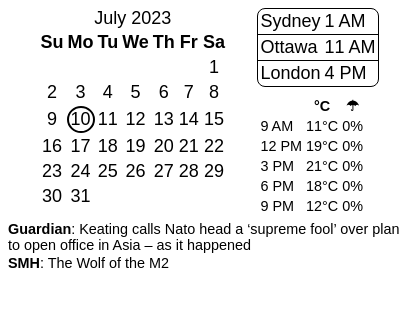 July 2023
Su Mo Tu We Th Fr Sa
1
2 3 4 5 6 7 8
9 10 11 12 13 14 15
16 17 18 19 20 21 22
23 24 25 26 27 28 29
30 31
Sydney 1 AM
Ottawa 11 AM
London 4 PM
°C ☂
9 AM 11°C 0%
12 PM 19°C 0%
3 PM 21°C 0%
6 PM 18°C 0%
9 PM 12°C 0%
Guardian: Keating calls Nato head a ‘supreme fool’ over plan
to open office in Asia – as it happened
SMH: The Wolf of the M2